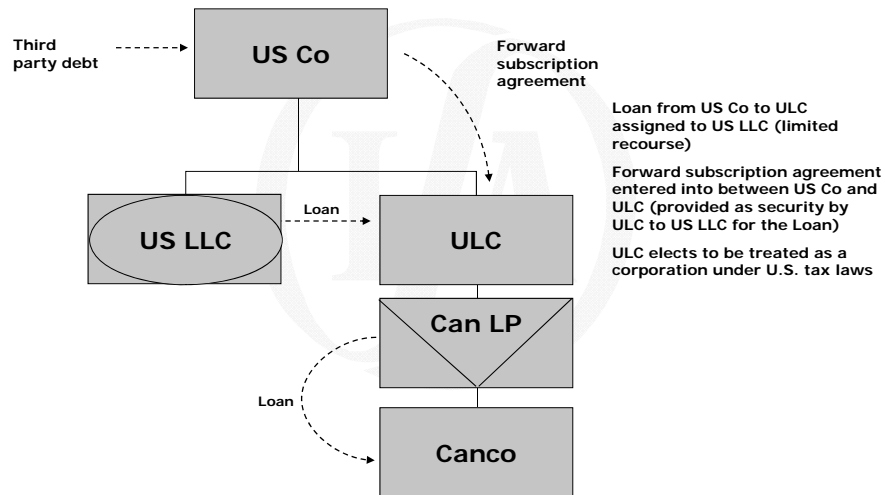 Third
party debt
US Co
Forward
subscription
agreement
Loan from US Co to ULC
assigned to US LLC (limited
recourse)
Forward subscription agreement
entered into between US Co and
ULC (provided as security by
ULC to US LLC for the Loan)
ULC elects to be treated as a
corporation under U.S. tax laws
US LLC
Loan
ULC
Can LP
Loan
Canco